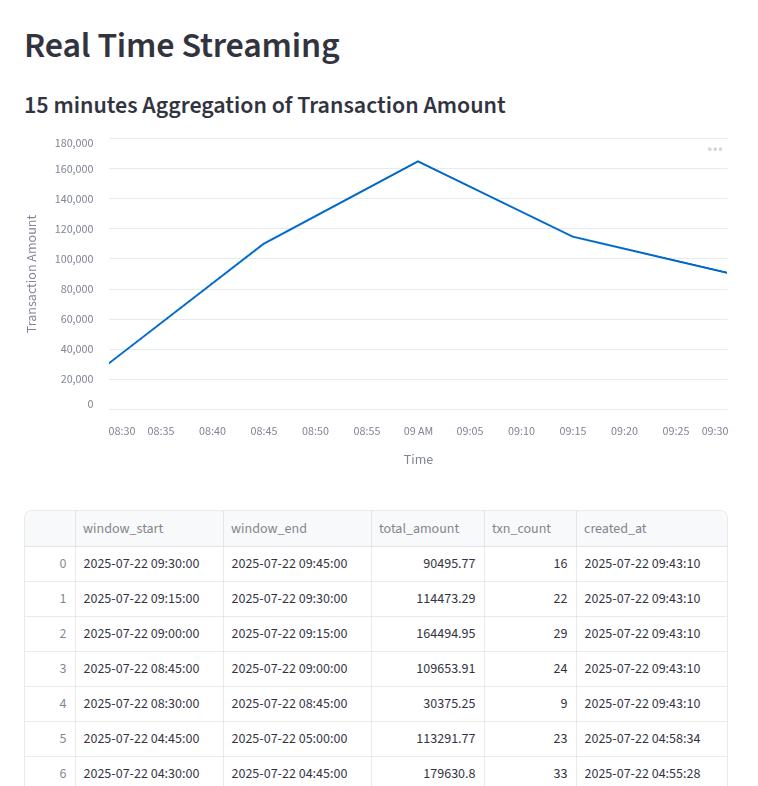 Real Time Streaming
15 minutes Aggregation of Transaction Amount
Transaction Amount
180,000
160,000
140,000
120,000
100,000
80,000
60,000
40,000
20,000
0
08:30 08:35 08:40 08:45 08:50 08:55 09 AM 09:05 09:10 09:15 09:20 09:25 09:30
Time
window_start window_end total_amount txn_count created_at
0 2025-07-22 09:30:00 2025-07-22 09:45:00 90495.77 16 2025-07-22 09:43:10
1 2025-07-22 09:15:00 2025-07-22 09:30:00 114473.29 22 2025-07-22 09:43:10
2 2025-07-22 09:00:00 2025-07-22 09:15:00 164494.95 29 2025-07-22 09:43:10
3 2025-07-22 08:45:00 2025-07-22 09:00:00 109653.91 24 2025-07-22 09:43:10
4 2025-07-22 08:30:00 2025-07-22 08:45:00 30375.25 9 2025-07-22 09:43:10
5 2025-07-22 04:45:00 2025-07-22 05:00:00 113291.77 23 2025-07-22 04:58:34
6 2025-07-22 04:30:00 2025-07-22 04:45:00 179630.8 33 2025-07-22 04:55:28